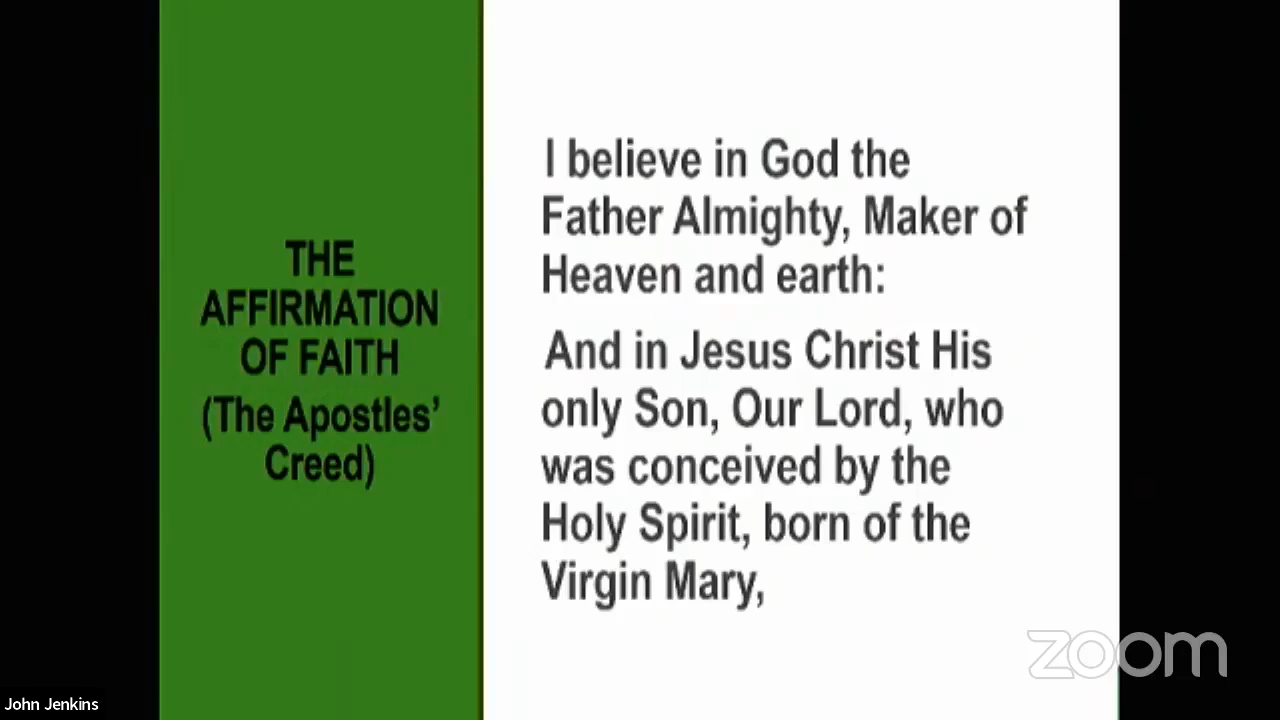 THE
AFFIRMATION
OF FAITH
(The Apostles’
Creed)
I believe in God the
Father Almighty, Maker of
Heaven and earth:
And in Jesus Christ His
only Son, Our Lord, who
was conceived by the
Holy Spirit, born of the
Virgin Mary,
zoom
John Jenkins